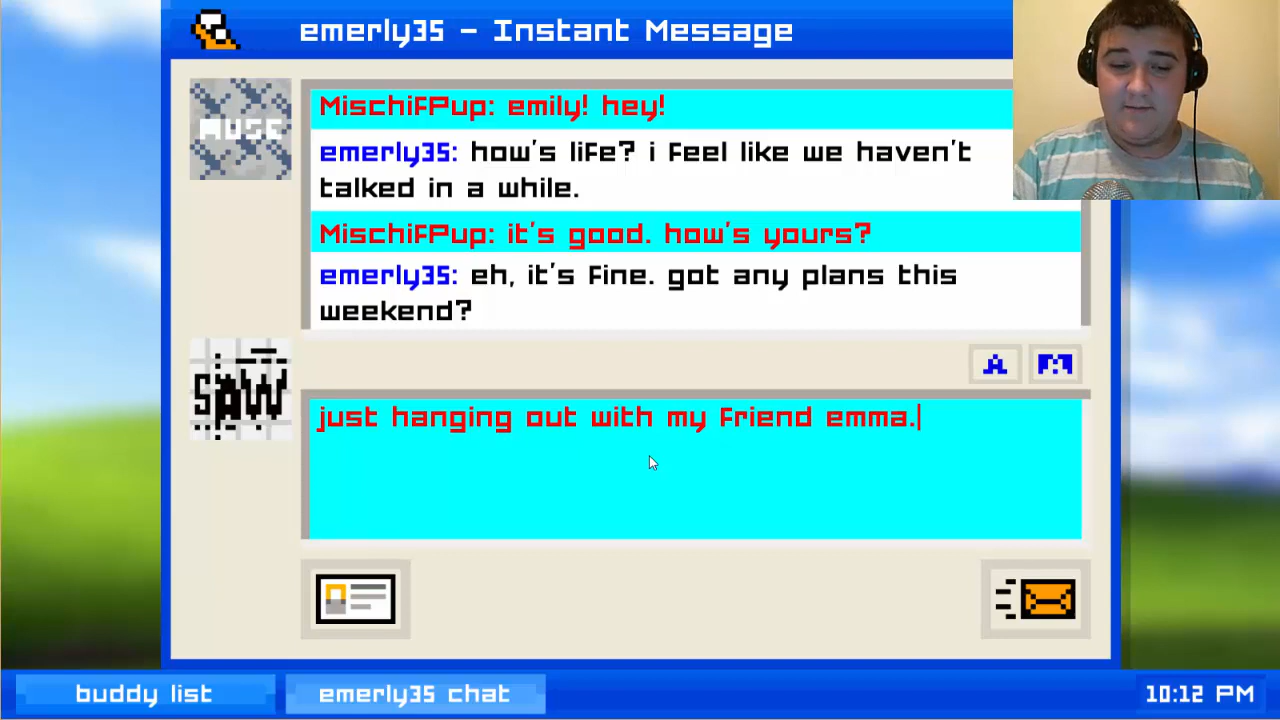 emerly35 - Instant Message
MUSE
MischifPup: emily! hey!
emerly35: how's life? i feel like we haven't
talked in a while.
MischifPup: it's good. how's yours?
emerly35: eh, it's fine. got any plans this
weekend?
A
SAW
just hanging out with my friend emma.
buddy list
emerly35 chat
10:12 PM